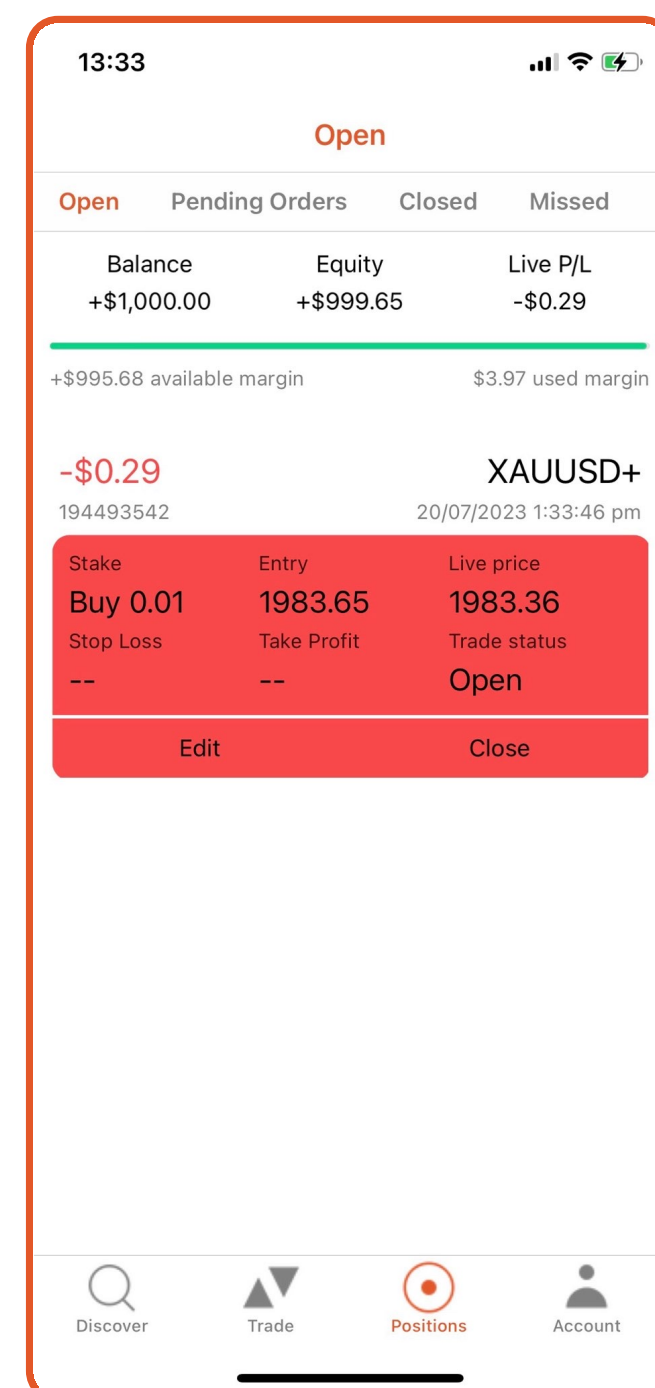 13:33
Open
Open Pending Orders Closed Missed
Balance Equity Live P/L
+$1,000.00 +$999.65 -$0.29
+$995.68 available margin $3.97 used margin
-$0.29 XAUUSD+
194493542 20/07/2023 1:33:46 pm
Stake Entry Live price
Buy 0.01 1983.65 1983.36
Stop Loss Take Profit Trade status
-- -- Open
Edit Close
Discover Trade Positions Account